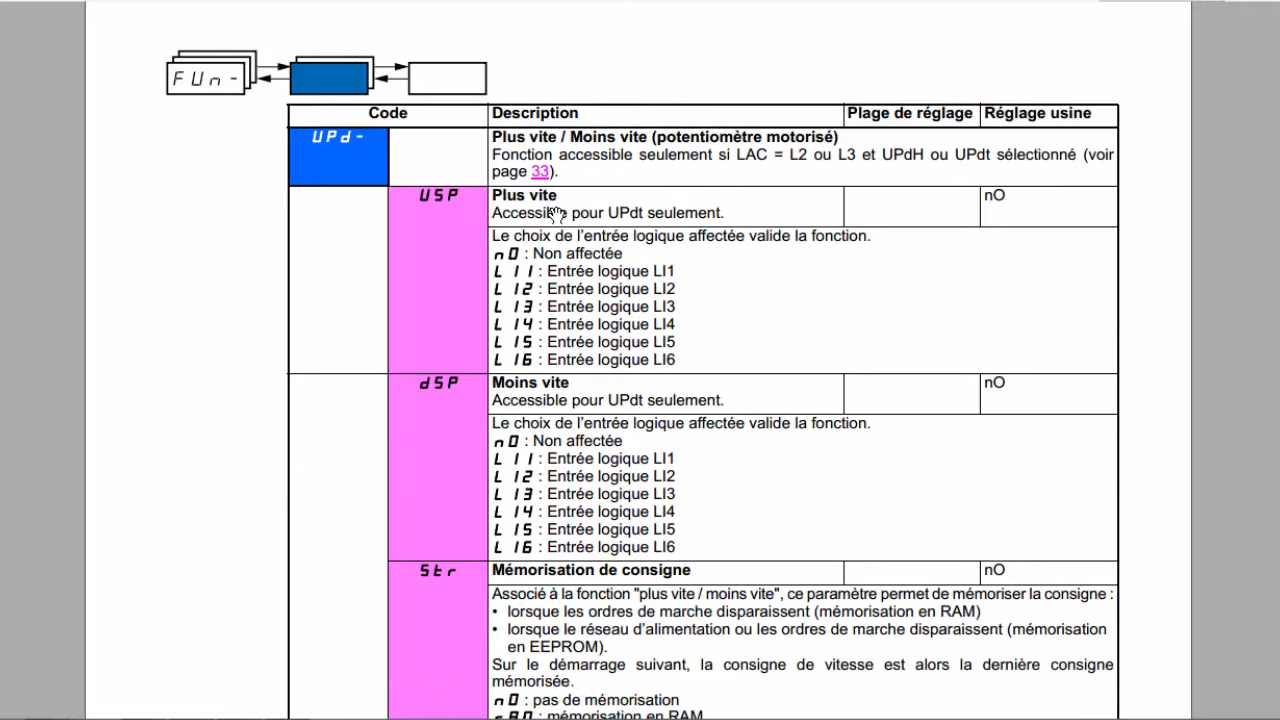 FUn-
Code Description Plage de réglage Réglage usine
UPd- Plus vite / Moins vite (potentiomètre motorisé)
Fonction accessible seulement si LAC = L2 ou L3 et UPdH ou UPdt sélectionné (voir
page 33).
USP Plus vite nO
Accessible pour UPdt seulement.
Le choix de l'entrée logique affectée valide la fonction.
nO : Non affectée
LI1 : Entrée logique LI1
LI2 : Entrée logique LI2
LI3 : Entrée logique LI3
LI4 : Entrée logique LI4
LI5 : Entrée logique LI5
LI6 : Entrée logique LI6
dSP Moins vite nO
Accessible pour UPdt seulement.
Le choix de l'entrée logique affectée valide la fonction.
nO : Non affectée
LI1 : Entrée logique LI1
LI2 : Entrée logique LI2
LI3 : Entrée logique LI3
LI4 : Entrée logique LI4
LI5 : Entrée logique LI5
LI6 : Entrée logique LI6
Str Mémorisation de consigne nO
Associé à la fonction "plus vite / moins vite", ce paramètre permet de mémoriser la consigne :
• lorsque les ordres de marche disparaissent (mémorisation en RAM)
• lorsque le réseau d'alimentation ou les ordres de marche disparaissent (mémorisation
en EEPROM).
Sur le démarrage suivant, la consigne de vitesse est alors la dernière consigne
mémorisée.
nO : pas de mémorisation
: mémorisation en RAM